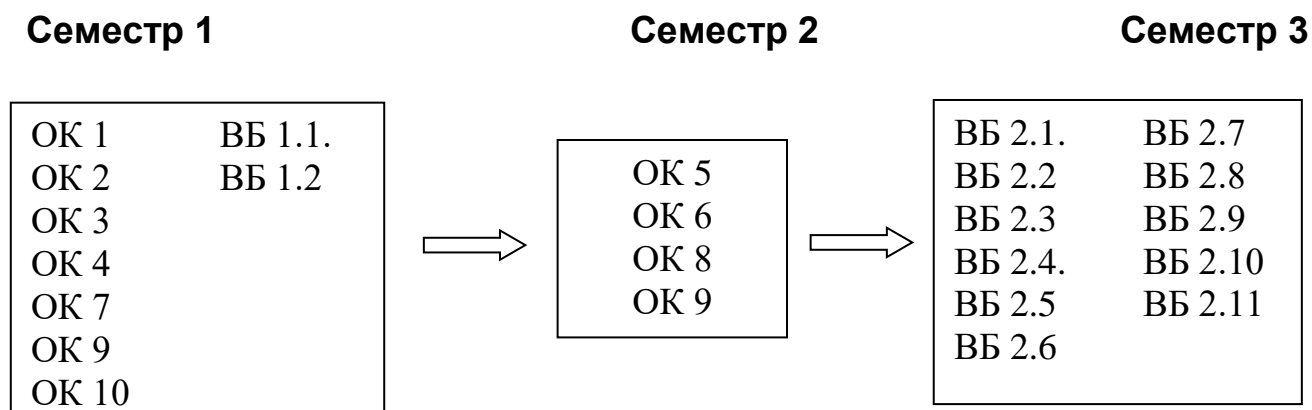 Семестр 1
Семестр 2
Семестр 3
ОК 1 ВБ 1.1.
ОК 2 ВБ 1.2
ОК 3
ОК 4
ОК 7
ОК 9
ОК 10
ОК 5
ОК 6
ОК 8
ОК 9
ВБ 2.1. ВБ 2.7
ВБ 2.2 ВБ 2.8
ВБ 2.3 ВБ 2.9
ВБ 2.4. ВБ 2.10
ВБ 2.5 ВБ 2.11
ВБ 2.6